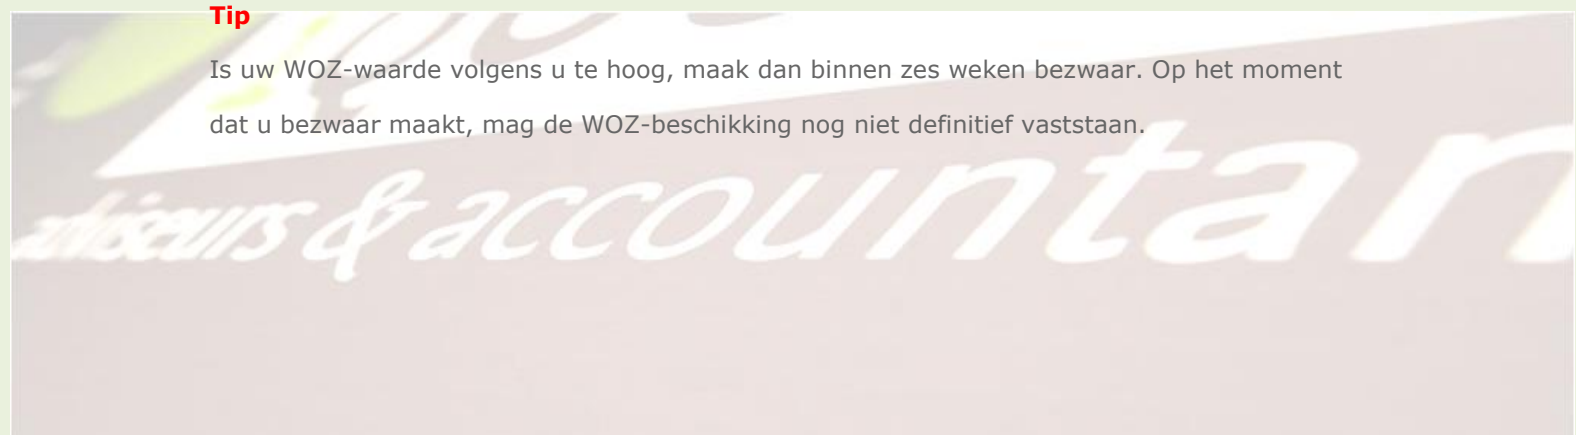 Tip
Is uw WOZ-waarde volgens u te hoog, maak dan binnen zes weken bezwaar. Op het moment
dat u bezwaar maakt, mag de WOZ-beschikking nog niet definitief vaststaan.
adviseurs & accountan